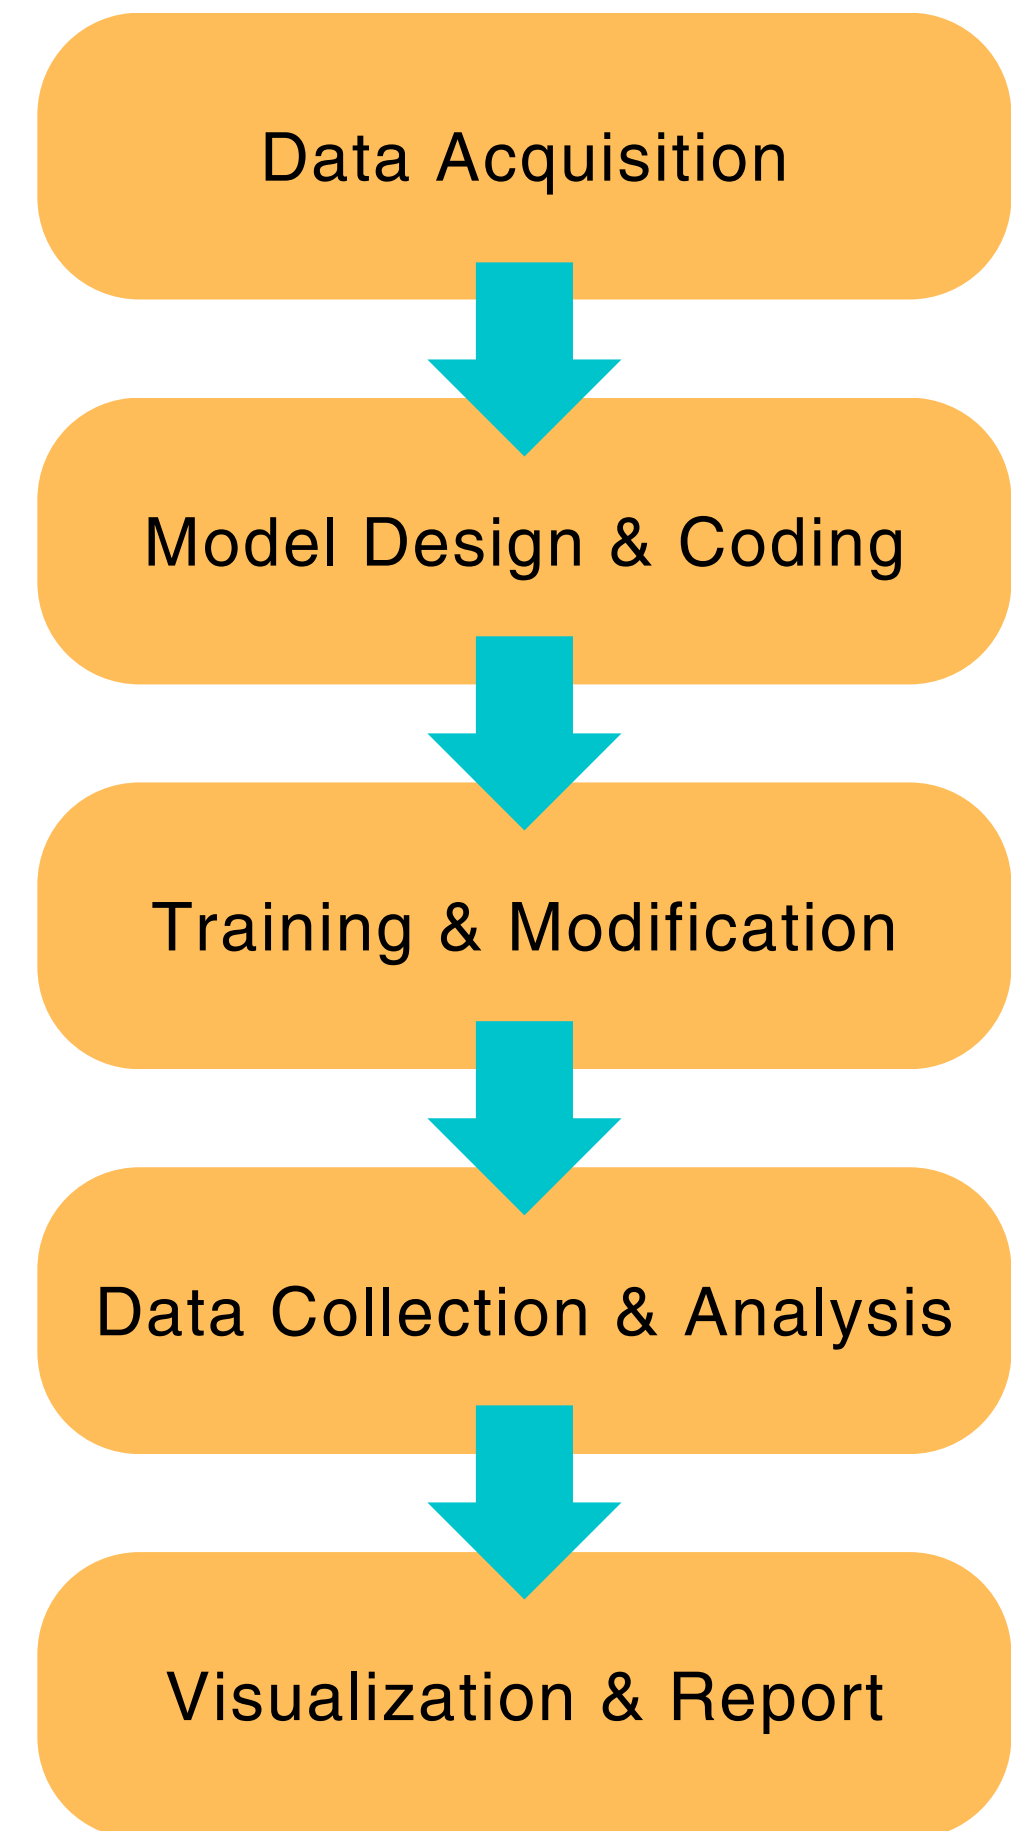 Data Acquisition
Model Design & Coding
Training & Modification
Data Collection & Analysis
Visualization & Report